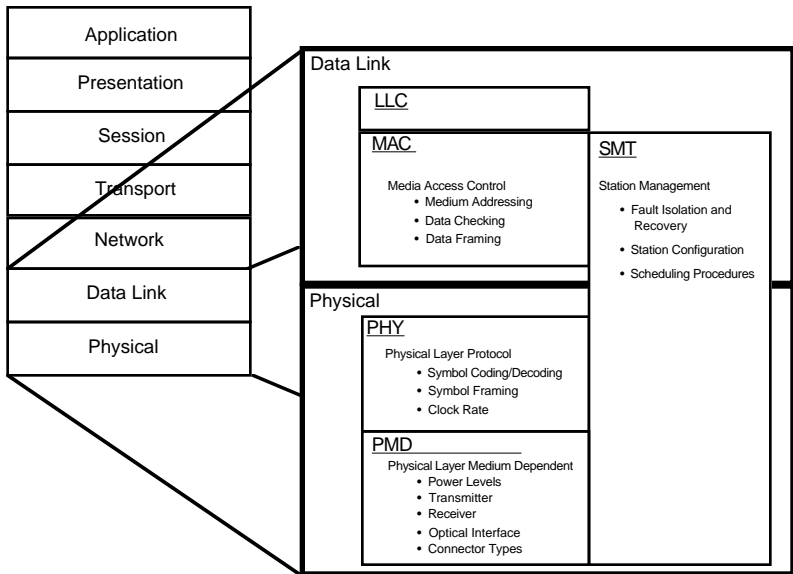 Application
Presentation
Session
Transport
Network
Data Link
Physical
Data Link
LLC
MAC
Media Access Control
• Medium Addressing
• Data Checking
• Data Framing
SMT
Station Management
• Fault Isolation and
Recovery
• Station Configuration
• Scheduling Procedures
Physical
PHY
Physical Layer Protocol
• Symbol Coding/Decoding
• Symbol Framing
• Clock Rate
PMD
Physical Layer Medium Dependent
• Power Levels
• Transmitter
• Receiver
• Optical Interface
• Connector Types